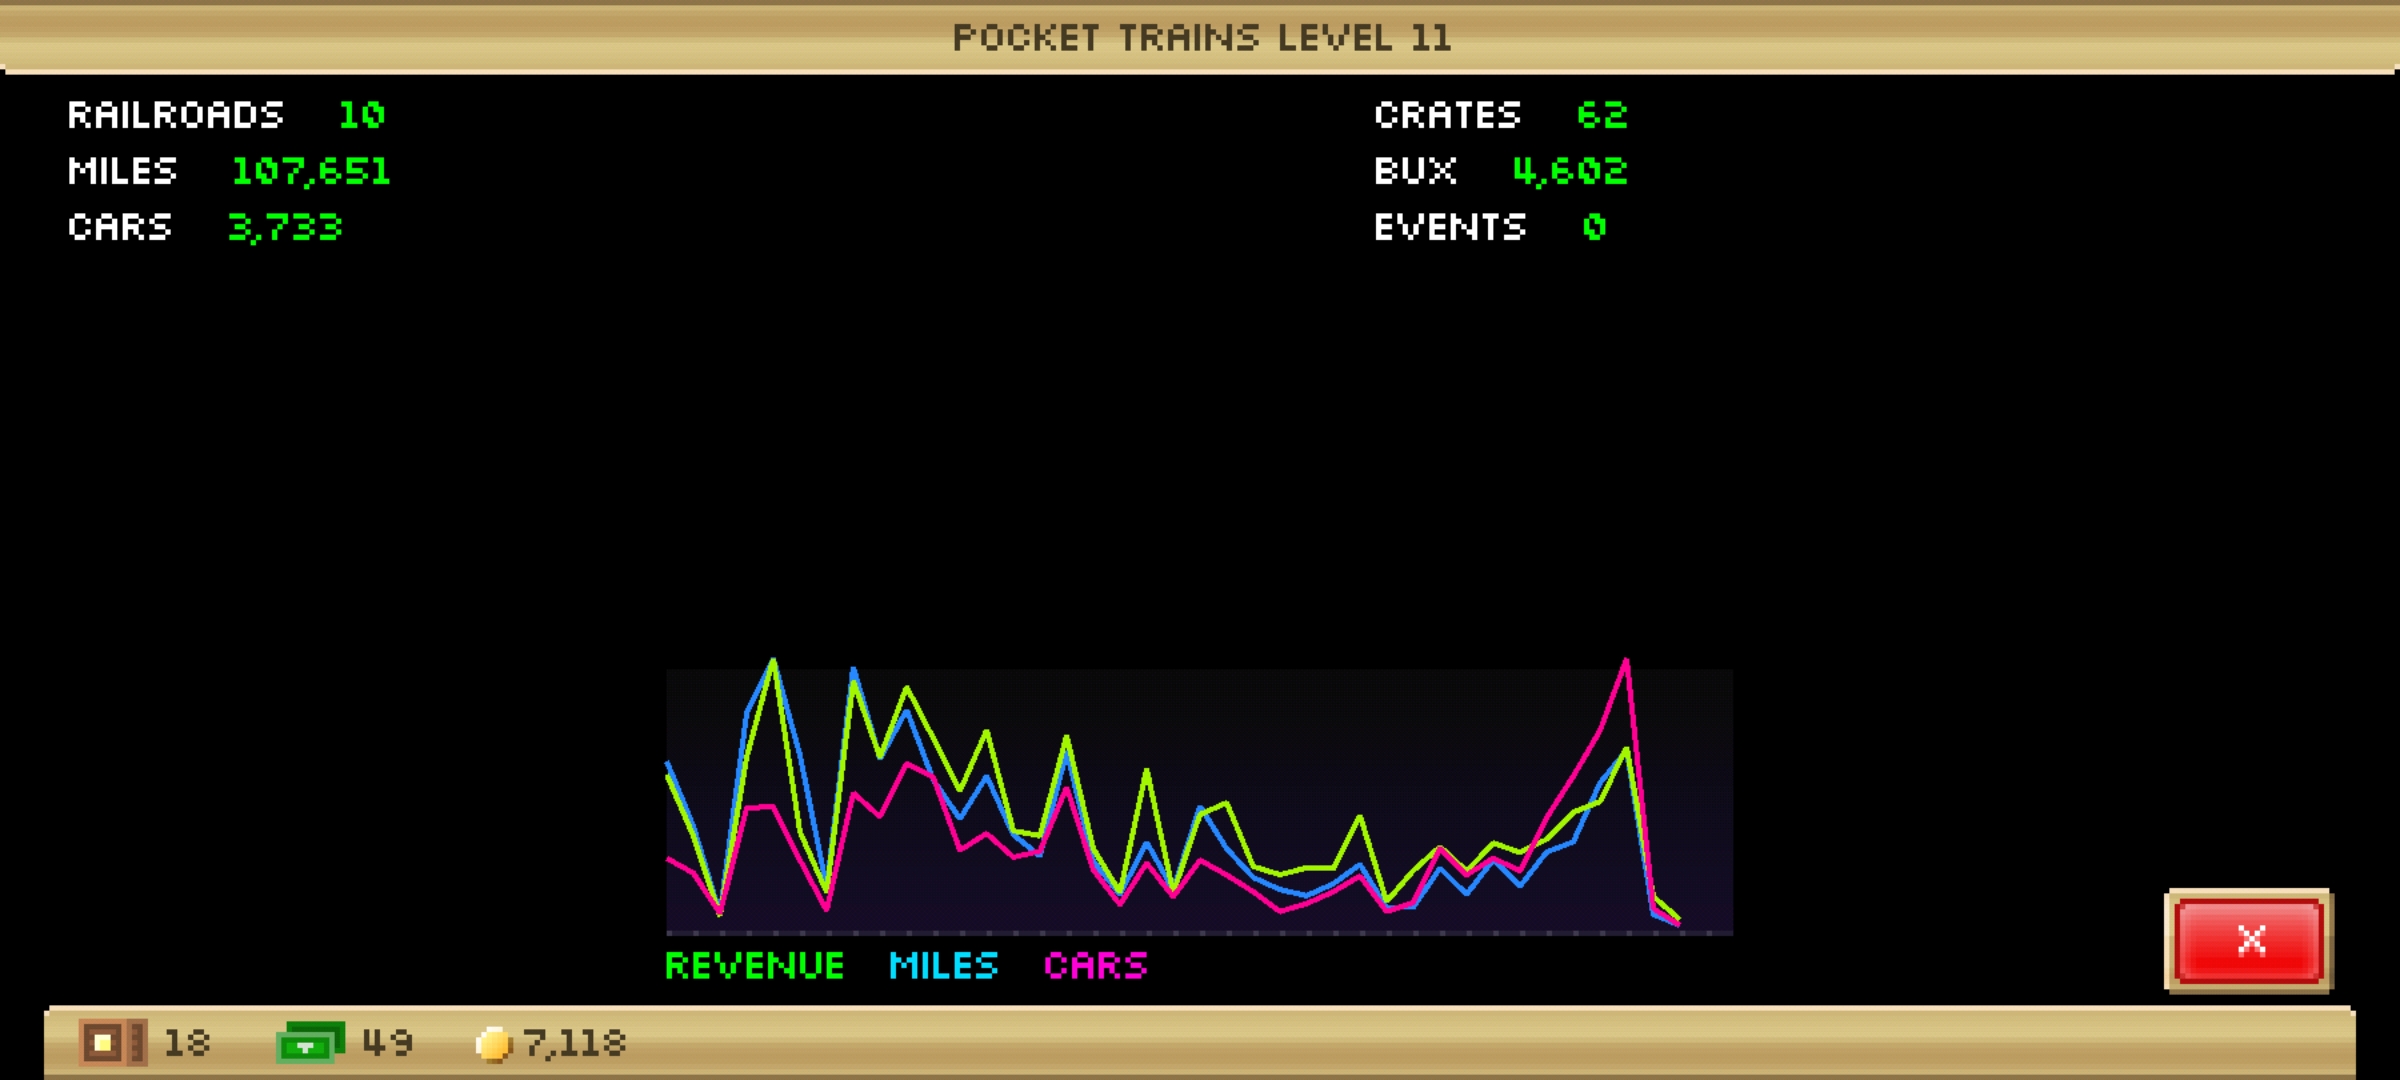 POCKET TRAINS LEVEL 11
RAILROADS 10
MILES 107,651
CARS 3,733
CRATES 62
BUX 4,602
EVENTS 0
REVENUE MILES CARS
X
18 49 7,118